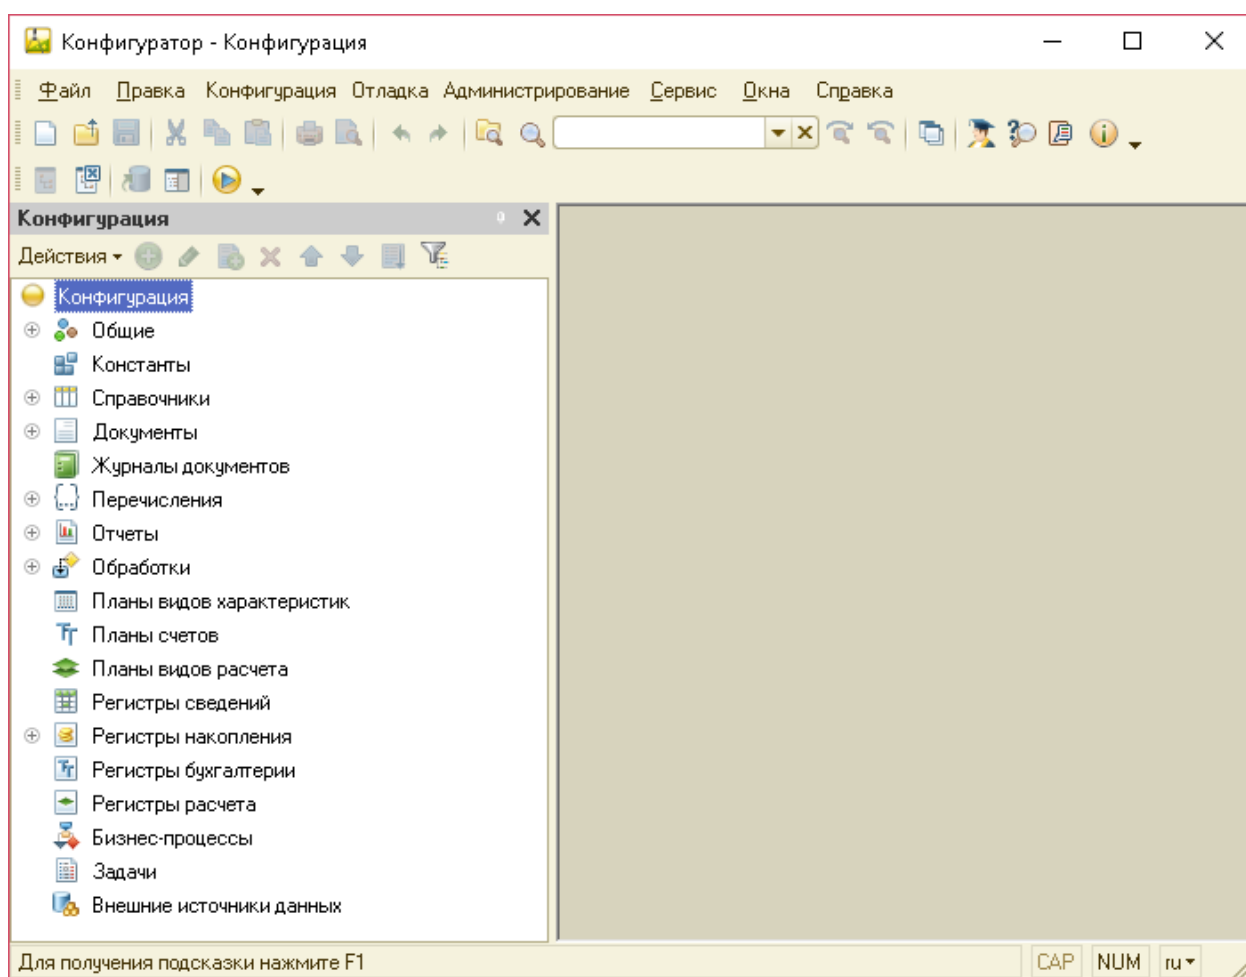 Конфигуратор - Конфигурация
Файл Правка Конфигурация Отладка Администрирование Сервис Окна Справка
Конфигурация
Действия
Конфигурация
Общие
Константы
Справочники
Документы
Журналы документов
Перечисления
Отчеты
Обработки
Планы видов характеристик
Планы счетов
Планы видов расчета
Регистры сведений
Регистры накопления
Регистры бухгалтерии
Регистры расчета
Бизнес-процессы
Задачи
Внешние источники данных
Для получения подсказки нажмите F1 CAP NUM ru